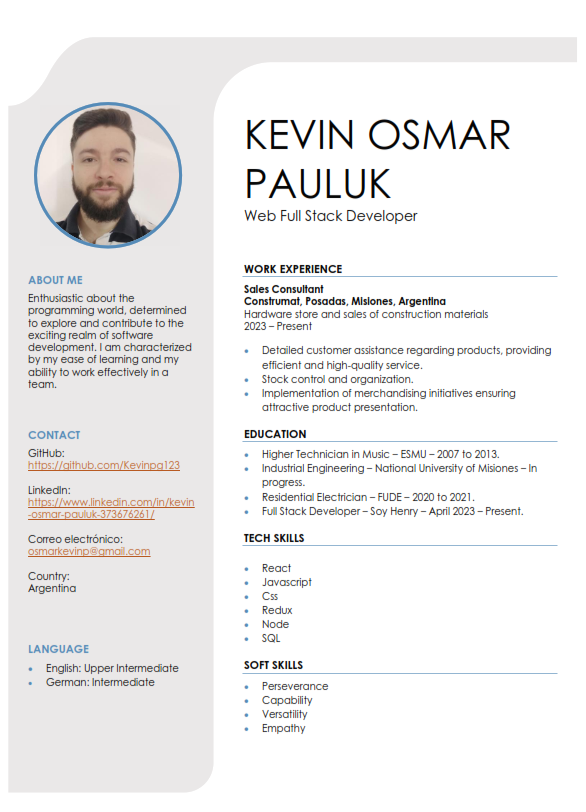 KEVIN OSMAR
PAULUK
Web Full Stack Developer
ABOUT ME
Enthusiastic about the
programming world, determined
to explore and contribute to the
exciting realm of software
development. I am characterized
by my ease of learning and my
ability to work effectively in a
team.
CONTACT
GitHub:
https://github.com/Kevinpg123
LinkedIn:
https://www.linkedin.com/in/kevin
-osmar-pauluk-373676261/
Correo electrónico:
osmarkevinp@gmail.com
Country:
Argentina
LANGUAGE
• English: Upper Intermediate
• German: Intermediate
WORK EXPERIENCE
Sales Consultant
Construmat, Posadas, Misiones, Argentina
Hardware store and sales of construction materials
2023 – Present
• Detailed customer assistance regarding products, providing
efficient and high-quality service.
• Stock control and organization.
• Implementation of merchandising initiatives ensuring
attractive product presentation.
EDUCATION
• Higher Technician in Music – ESMU – 2007 to 2013.
• Industrial Engineering – National University of Misiones – In
progress.
• Residential Electrician – FUDE – 2020 to 2021.
• Full Stack Developer – Soy Henry – April 2023 – Present.
TECH SKILLS
• React
• Javascript
• Css
• Redux
• Node
• SQL
SOFT SKILLS
• Perseverance
• Capability
• Versatility
• Empathy